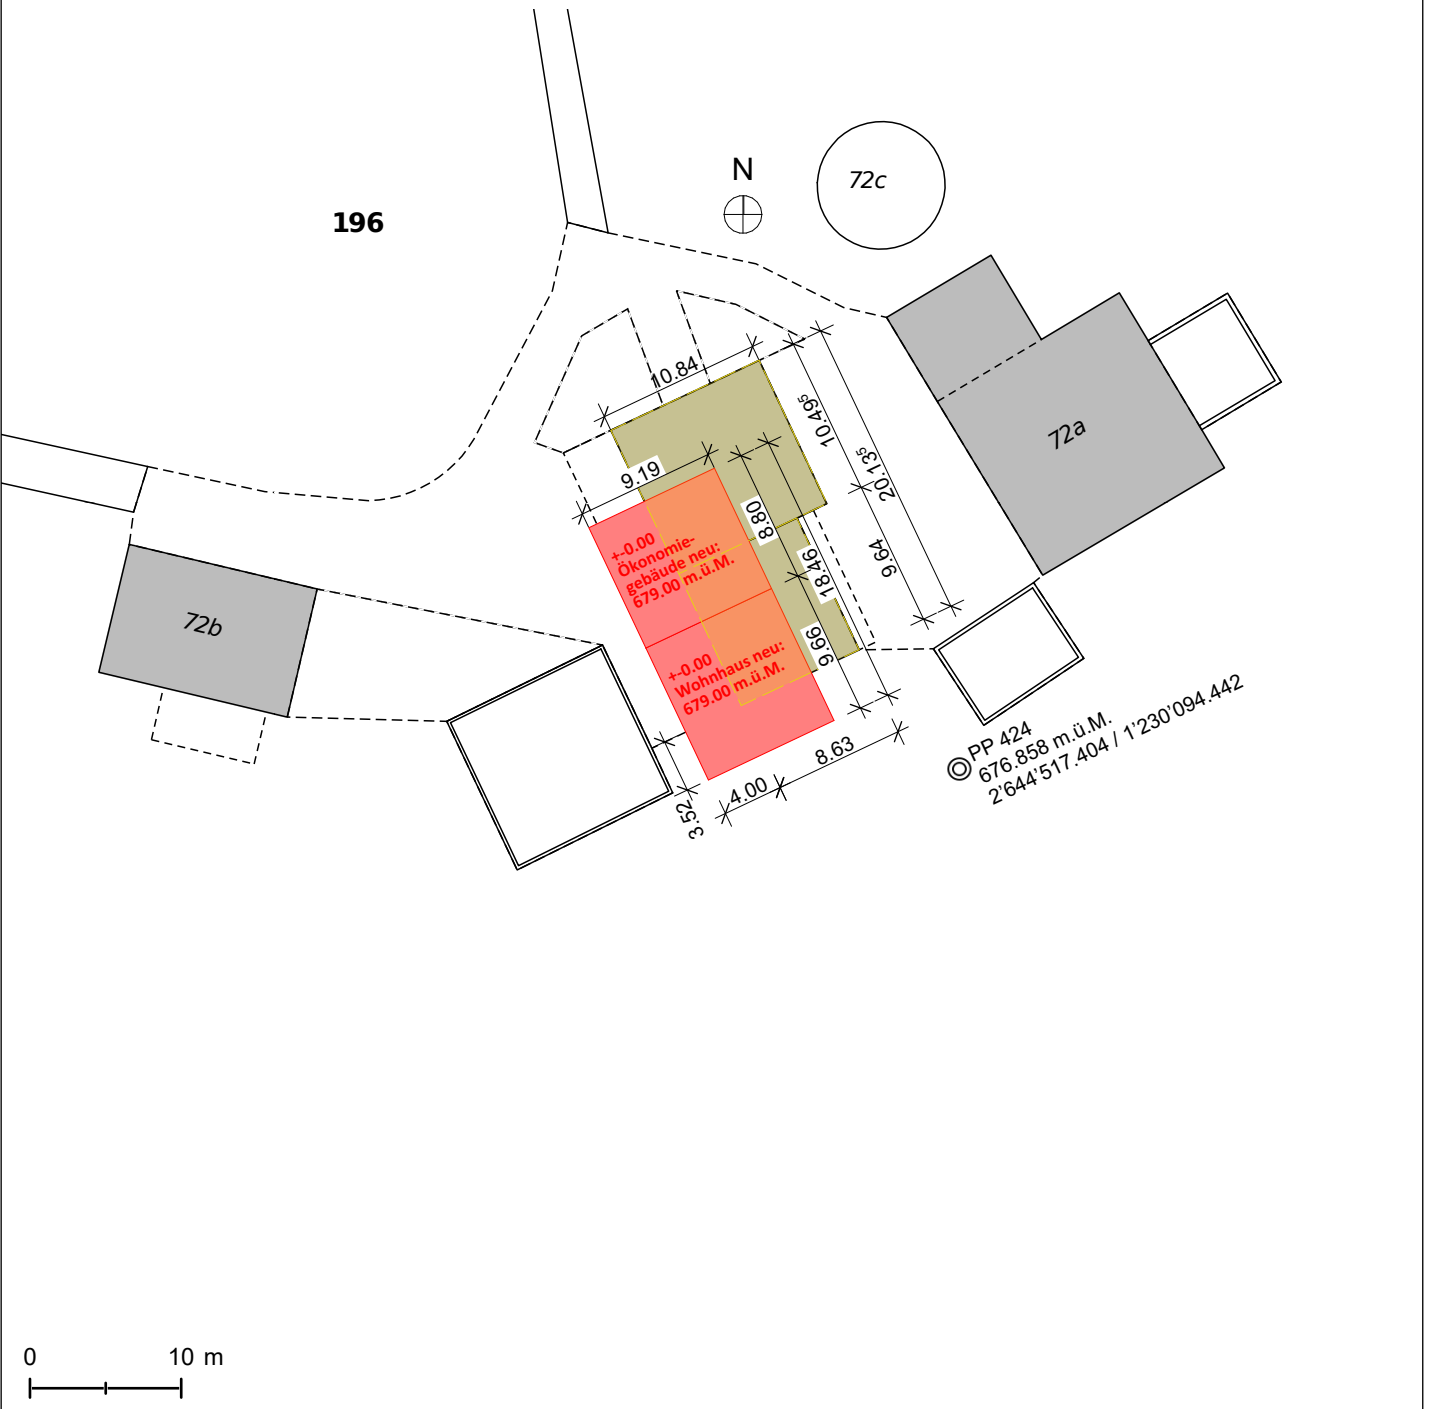 N
72c
196
10.84
10.49⁵
20.13⁵
72a
9.19
8.80
+-0.00
Ökonomie-
gebäude neu:
679.00 m.ü.M.
18.46
9.64
72b
+-0.00
Wohnhaus neu:
679.00 m.ü.M.
9.66
PP 424
676.858 m.ü.M.
2'644'517.404 / 1'230'094.442
8.63
4.00
3.52
0 10 m